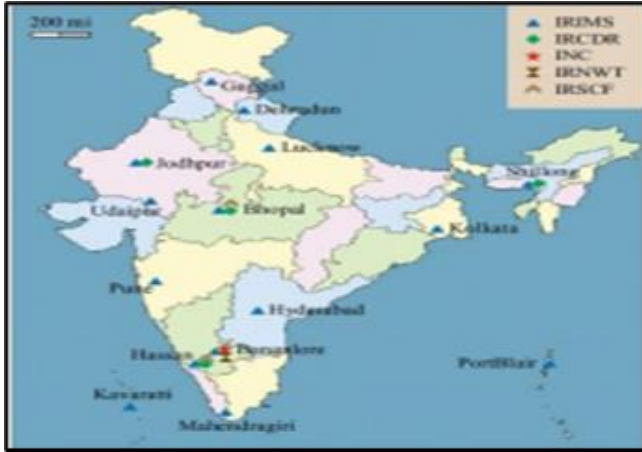 200 mi
IRIMS
IRCDR
INC
IRNWT
IRSCF
Gaggal
Dehradun
Lucknow
Jodhpur
Shillong
Udaipur
Bhopal
Kolkata
Pune
Hyderabad
Hassan
Bangalore
PortBlair
Kavaratti
Mahendragiri